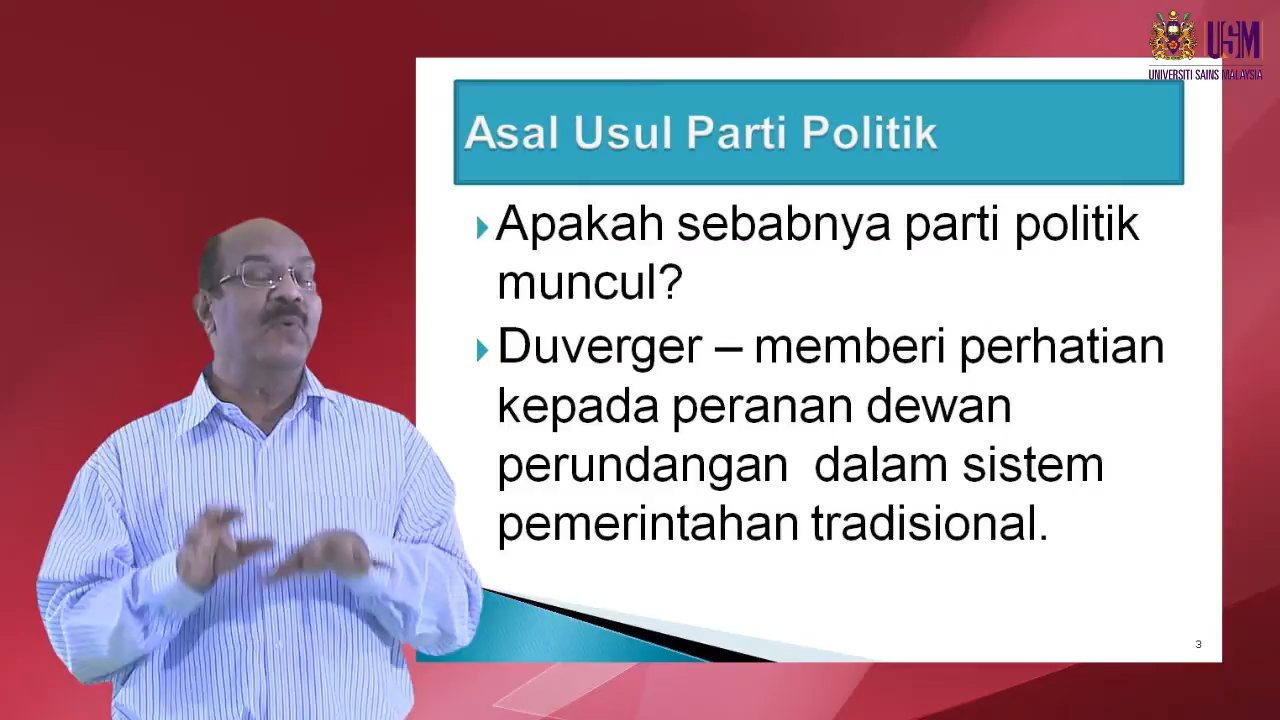 USM
UNIVERSITI SAINS MALAYSIA
Asal Usul Parti Politik
Apakah sebabnya parti politik
muncul?
Duverger – memberi perhatian
kepada peranan dewan
perundangan dalam sistem
pemerintahan tradisional.
3